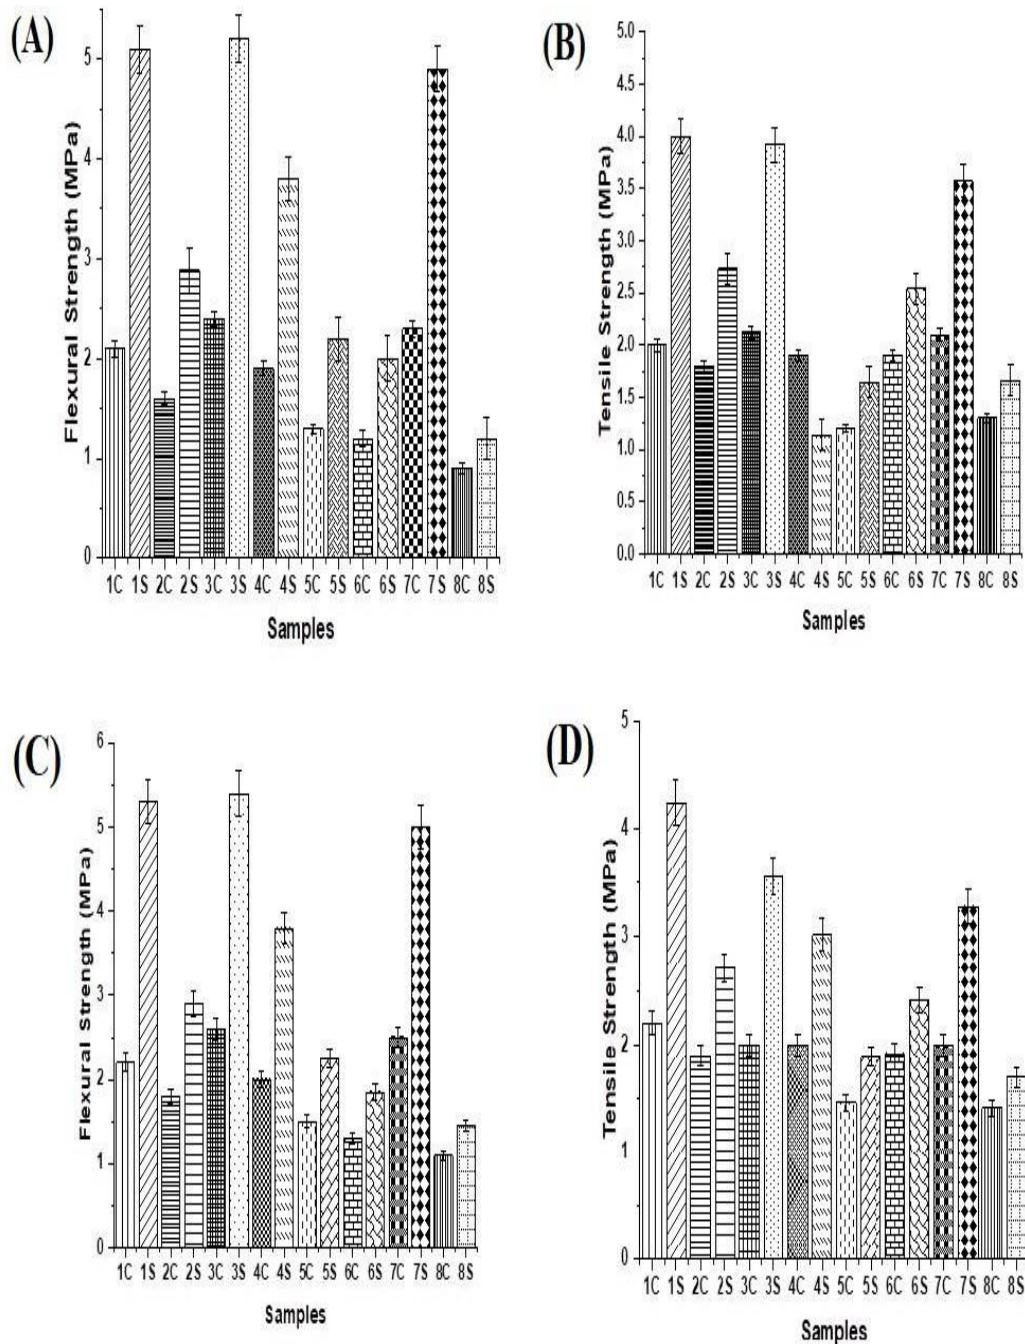 (A)
Flexural Strength (MPa)
5
4
3
2
1
0
1C 1S 2C 2S 3C 3S 4C 4S 5C 5S 6C 6S 7C 7S 8C 8S
Samples
(B)
Tensile Strength (MPa)
5.0
4.5
4.0
3.5
3.0
2.5
2.0
1.5
1.0
0.5
0.0
1C 1S 2C 2S 3C 3S 4C 4S 5C 5S 6C 6S 7C 7S 8C 8S
Samples
(C)
Flexural Strength (MPa)
6
5
4
3
2
1
0
1C 1S 2C 2S 3C 3S 4C 4S 5C 5S 6C 6S 7C 7S 8C 8S
Samples
(D)
Tensile Strength (MPa)
5
4
3
2
1
0
1C 1S 2C 2S 3C 3S 4C 4S 5C 5S 6C 6S 7C 7S 8C 8S
Samples